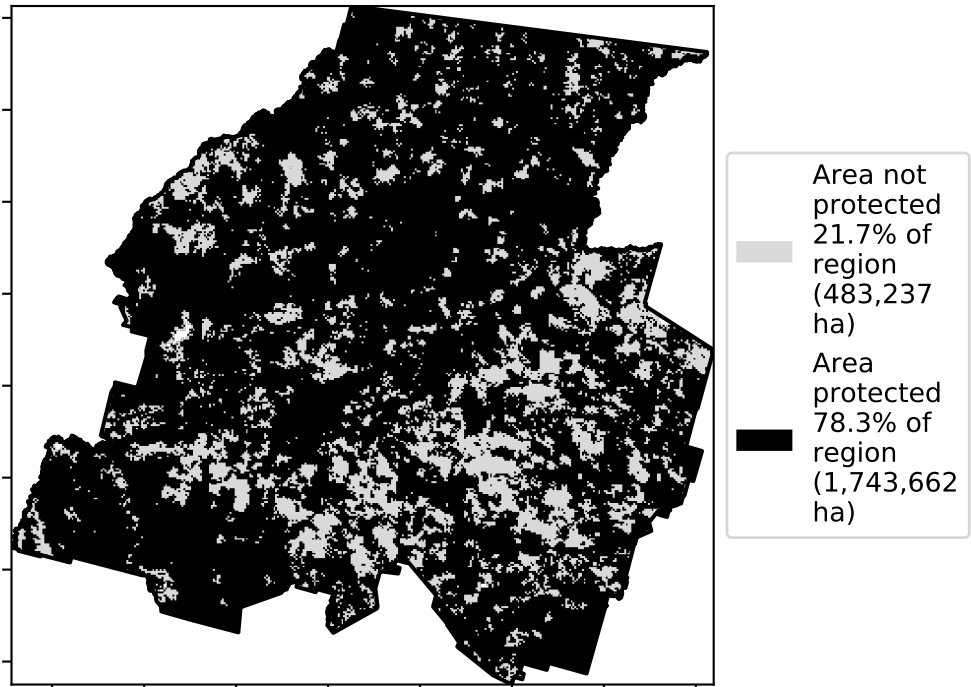 Area not
protected
21.7% of
region
(483,237
ha)
Area
protected
78.3% of
region
(1,743,662
ha)